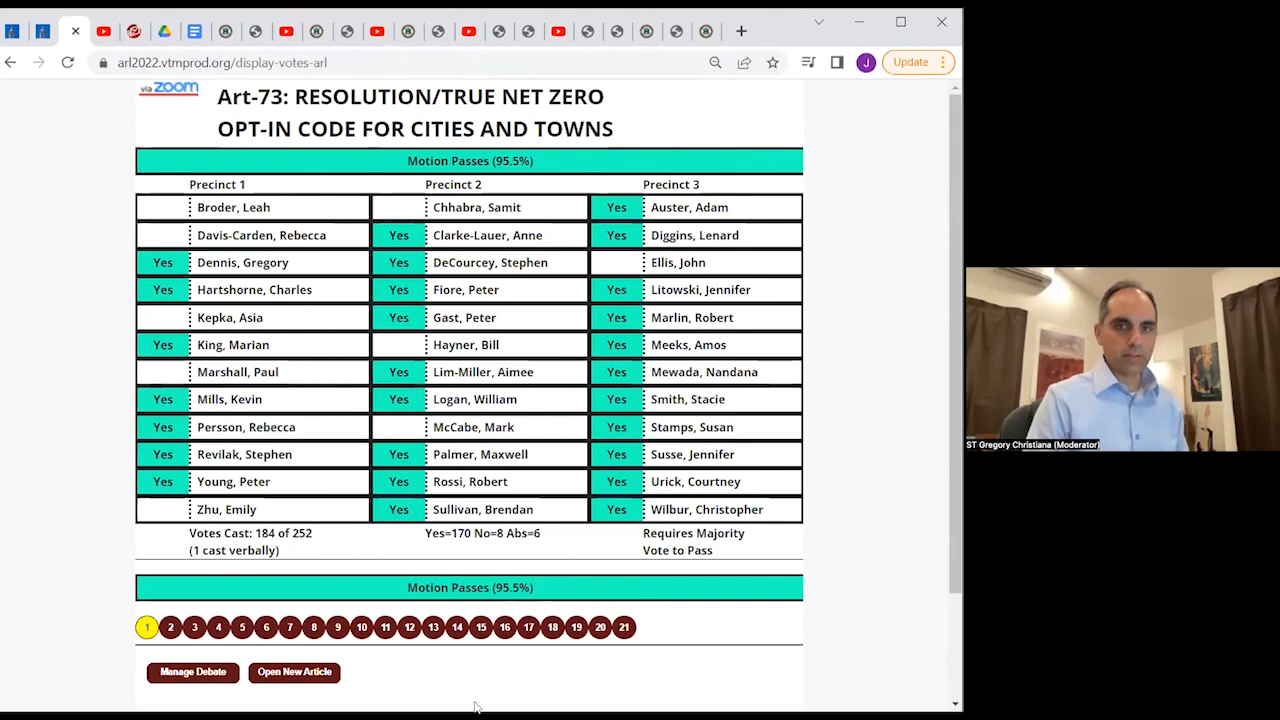 arl2022.vtmprod.org/display-votes-arl
J
Update
via zoom
Art-73: RESOLUTION/TRUE NET ZERO
OPT-IN CODE FOR CITIES AND TOWNS
Motion Passes (95.5%)
Precinct 1 Precinct 2 Precinct 3
Broder, Leah Chhabra, Samit Yes Auster, Adam
Davis-Carden, Rebecca Yes Clarke-Lauer, Anne Yes Diggins, Lenard
Yes Dennis, Gregory Yes DeCourcey, Stephen Ellis, John
Yes Hartshorne, Charles Yes Fiore, Peter Yes Litowski, Jennifer
Kepka, Asia Yes Gast, Peter Yes Marlin, Robert
Yes King, Marian Hayner, Bill Yes Meeks, Amos
Marshall, Paul Yes Lim-Miller, Aimee Yes Mewada, Nandana
Yes Mills, Kevin Yes Logan, William Yes Smith, Stacie
Yes Persson, Rebecca McCabe, Mark Yes Stamps, Susan
Yes Revilak, Stephen Yes Palmer, Maxwell Yes Susse, Jennifer
Yes Young, Peter Yes Rossi, Robert Yes Urick, Courtney
Zhu, Emily Yes Sullivan, Brendan Yes Wilbur, Christopher
Votes Cast: 184 of 252 Yes=170 No=8 Abs=6 Requires Majority
(1 cast verbally) Vote to Pass
Motion Passes (95.5%)
1 2 3 4 5 6 7 8 9 10 11 12 13 14 15 16 17 18 19 20 21
Manage Debate Open New Article
ST Gregory Christiana (Moderator)